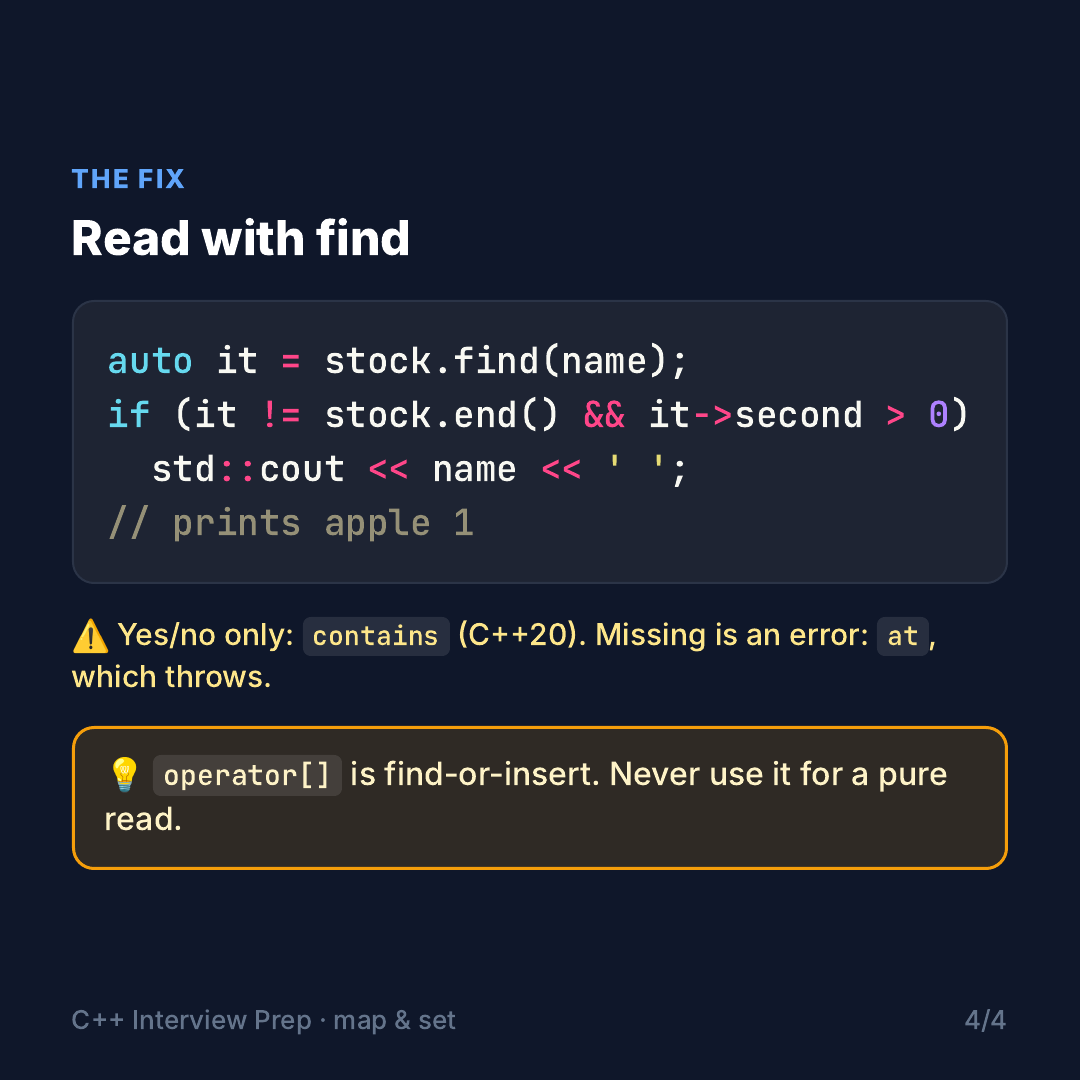 THE FIX
Read with find
auto it = stock.find(name);
if (it != stock.end() && it->second > 0)
  std::cout << name << ' ';
// prints apple 1
⚠️ Yes/no only: contains (C++20). Missing is an error: at,
which throws.
💡 operator[] is find-or-insert. Never use it for a pure
read.
C++ Interview Prep · map & set
4/4